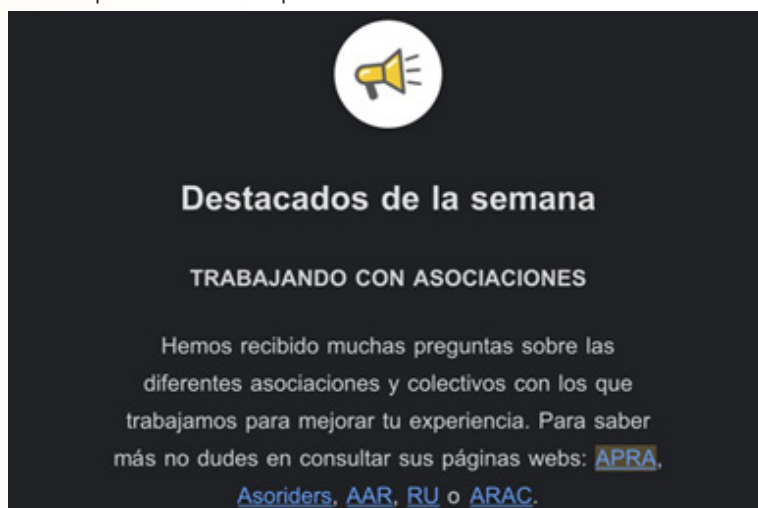 Destacados de la semana
TRABAJANDO CON ASOCIACIONES
Hemos recibido muchas preguntas sobre las
diferentes asociaciones y colectivos con los que
trabajamos para mejorar tu experiencia. Para saber
más no dudes en consultar sus páginas webs: APRA,
Asoriders, AAR, RU o ARAC.